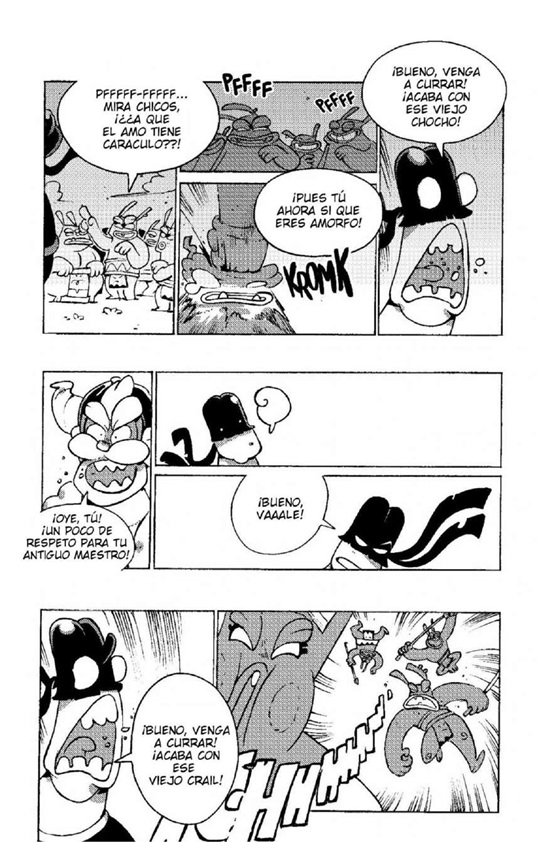 PFFFFF-FFFFF...
MIRA CHICOS,
¡¿¿A QUE
EL AMO TIENE
CARACULO??!
PFFFF
PFFFF
¡PUES TÚ
AHORA SI QUE
ERES AMORFO!
KROMK
¡BUENO, VENGA
A CURRAR!
¡ACABA CON
ESE VIEJO
CHOCHO!
¡OYE, TÚ!
¡UN POCO DE
RESPETO PARA TU
ANTIGUO MAESTRO!
¡BUENO,
VAAALE!
¡BUENO, VENGA
A CURRAR!
¡ACABA CON
ESE
VIEJO CRAIL!